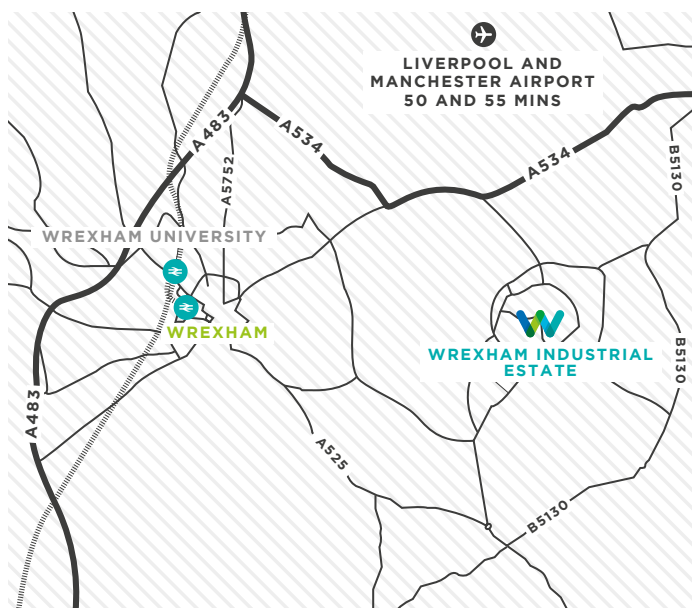 LIVERPOOL AND
MANCHESTER AIRPORT
50 AND 55 MINS
A483
A534
A534
A5752
B5130
WREXHAM UNIVERSITY
WREXHAM
WREXHAM INDUSTRIAL
ESTATE
B5130
A483
A525
B5130